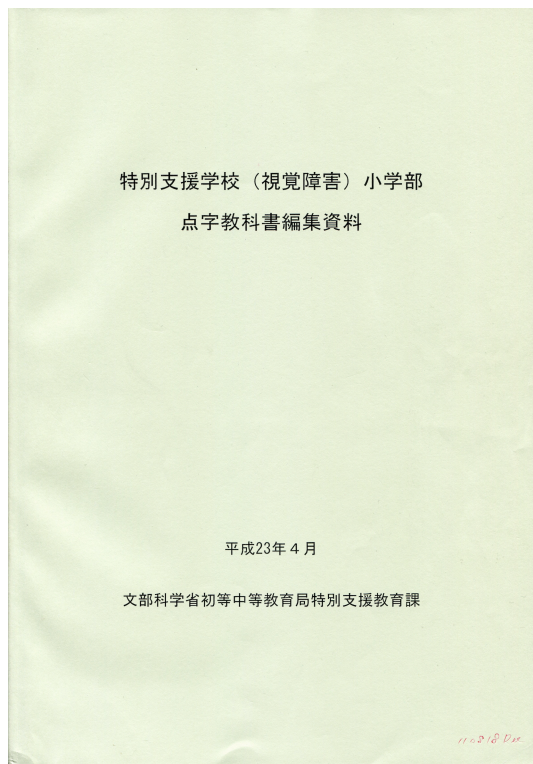 特別支援学校（視覚障害）小学部
点字教科書編集資料
平成23年４月
文部科学省初等中等教育局特別支援教育課